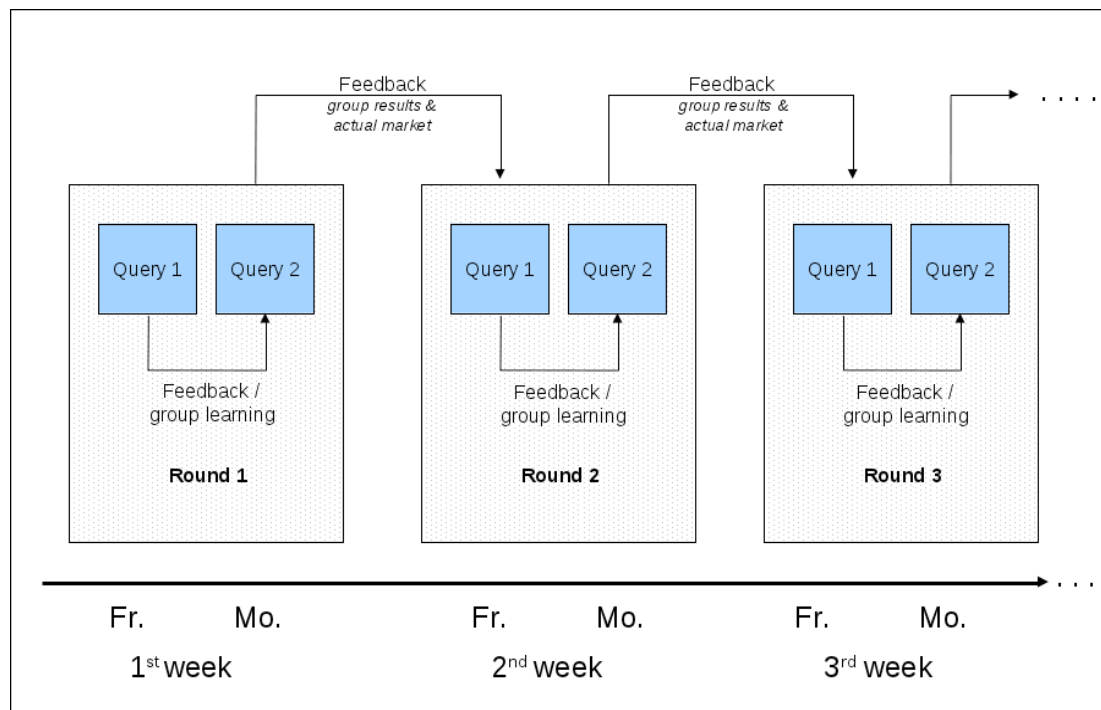 Feedback
group results &
actual market
Feedback
group results &
actual market
. . . .
Query 1
Query 2
Feedback /
group learning
Round 1
Query 1
Query 2
Feedback /
group learning
Round 2
Query 1
Query 2
Feedback /
group learning
Round 3
. . . .
Fr.
Mo.
Fr.
Mo.
Fr.
Mo.
1st week
2nd week
3rd week